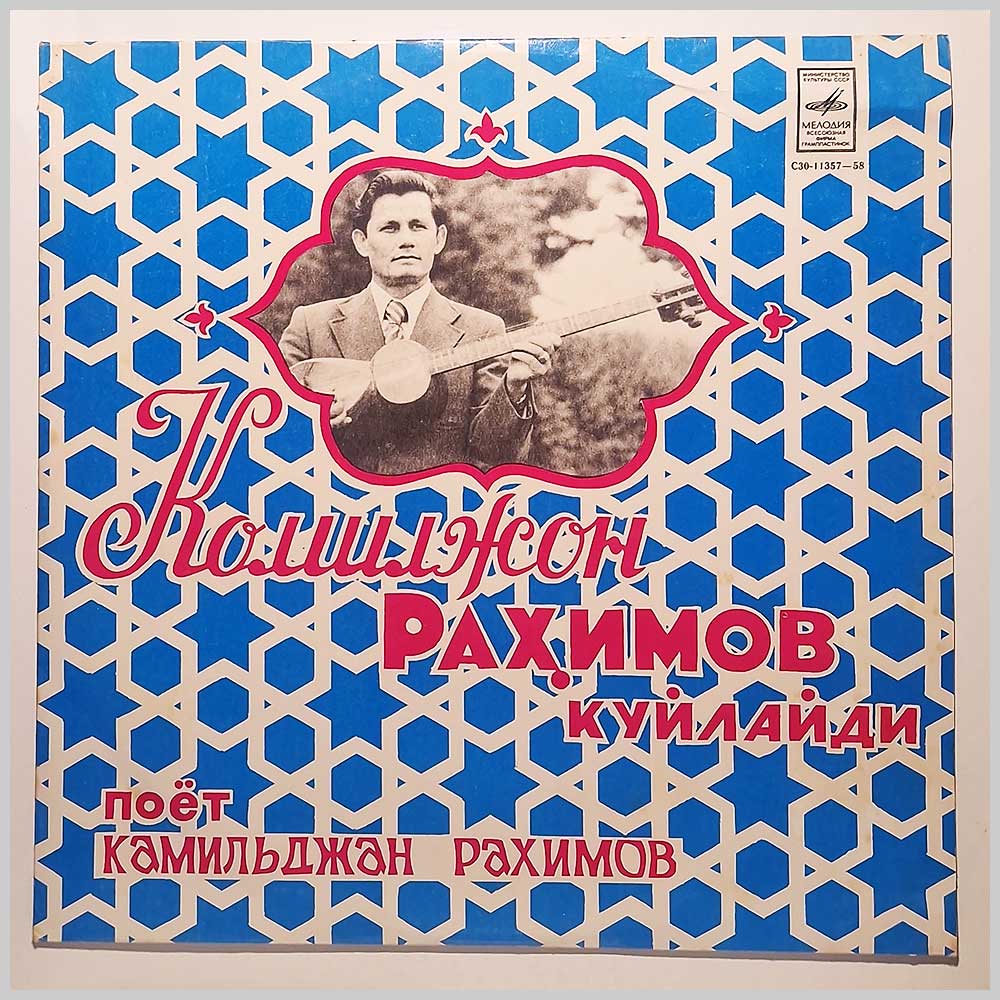 МИНИСТЕРСТВО
КУЛЬТУРЫ СССР
МЕЛОДИЯ
ВСЕСОЮЗНАЯ
ФИРМА
ГРАМПЛАСТИНОК
С30-11357—58
Комилжон
РАҲИМОВ
КУЙЛАЙДИ
ПОЁТ
КАМИЛЬДЖАН РАХИМОВ